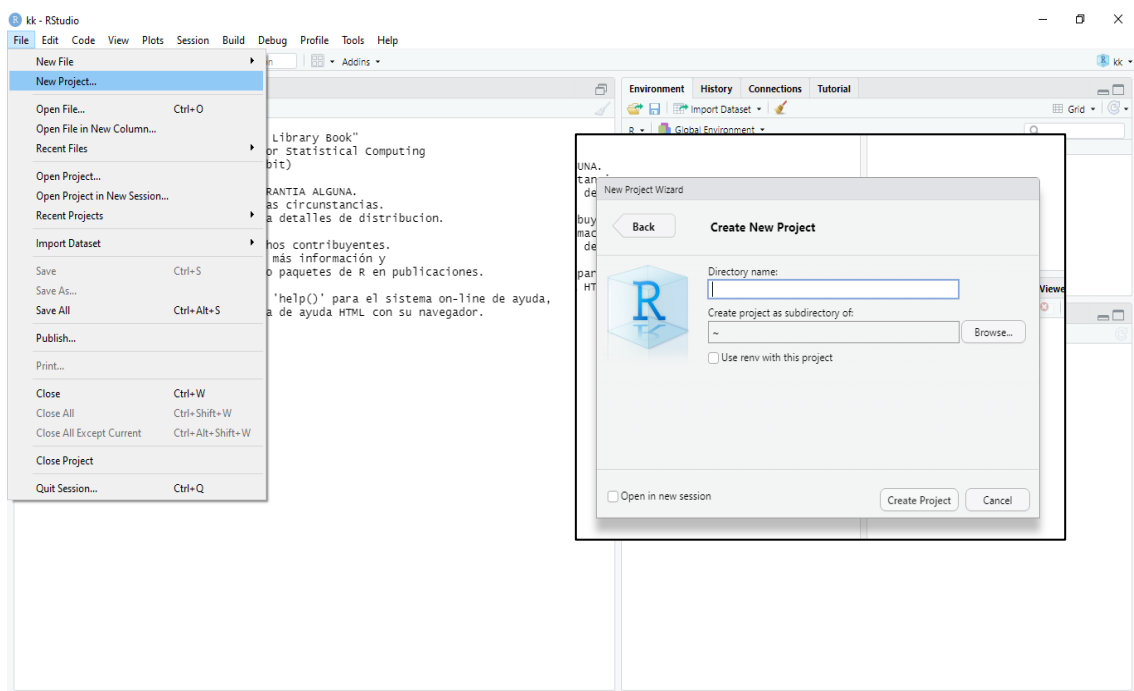 kk - RStudio
File Edit Code View Plots Session Build Debug Profile Tools Help
New File
Addins
kk
New Project...
Open File... Ctrl+O
Open File in New Column...
Recent Files
Open Project...
Open Project in New Session...
Recent Projects
Import Dataset
Save Ctrl+S
Save As...
Save All Ctrl+Alt+S
Publish...
Print...
Close Ctrl+W
Close All Ctrl+Shift+W
Close All Except Current Ctrl+Alt+Shift+W
Close Project
Quit Session... Ctrl+Q
Library Book"
or Statistical Computing
bit)
RANTIA ALGUNA.
as circunstancias.
a detalles de distribucion.
hos contribuyentes.
más información y
o paquetes de R en publicaciones.
'help()' para el sistema on-line de ayuda,
a de ayuda HTML con su navegador.
Environment History Connections Tutorial
Import Dataset
Grid
R Global Environment
UNA.
tan
de
buy
mac
de
par
HT
New Project Wizard
Back
Create New Project
R
Directory name:
Create project as subdirectory of:
~
Browse...
Use renv with this project
Open in new session
Create Project Cancel
Viewe